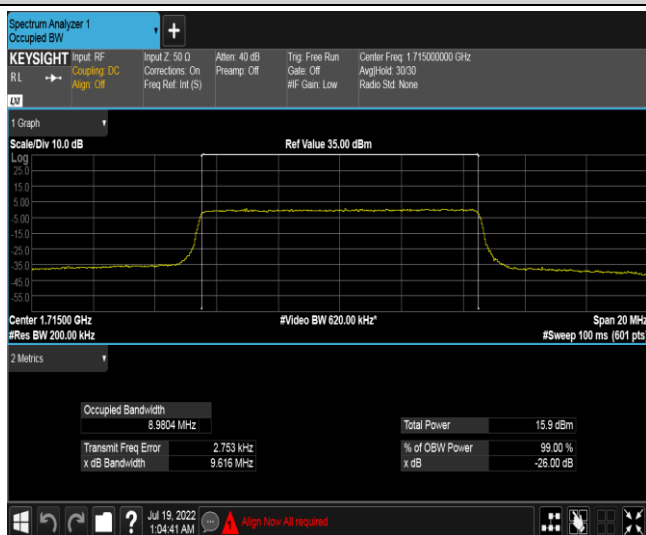 Spectrum Analyzer 1
Occupied BW
+
KEYSIGHT
RL
LXI
Input: RF
Coupling: DC
Align: Off
Input Z: 50 Ω
Corrections: On
Freq Ref: Int (S)
Atten: 40 dB
Preamp: Off
Trig: Free Run
Gate: Off
#IF Gain: Low
Center Freq: 1.715000000 GHz
Avg|Hold: 30/30
Radio Std: None
1 Graph
Scale/Div 10.0 dB
Ref Value 35.00 dBm
Log
25.0
15.0
5.00
-5.00
-15.0
-25.0
-35.0
-45.0
-55.0
Center 1.71500 GHz
#Video BW 620.00 kHz*
Span 20 MHz
#Res BW 200.00 kHz
#Sweep 100 ms (601 pts)
2 Metrics
Occupied Bandwidth
8.9804 MHz
Total Power 15.9 dBm
Transmit Freq Error 2.753 kHz
% of OBW Power 99.00 %
x dB Bandwidth 9.616 MHz
x dB -26.00 dB
?
Jul 19, 2022
1:04:41 AM
Align Now All required